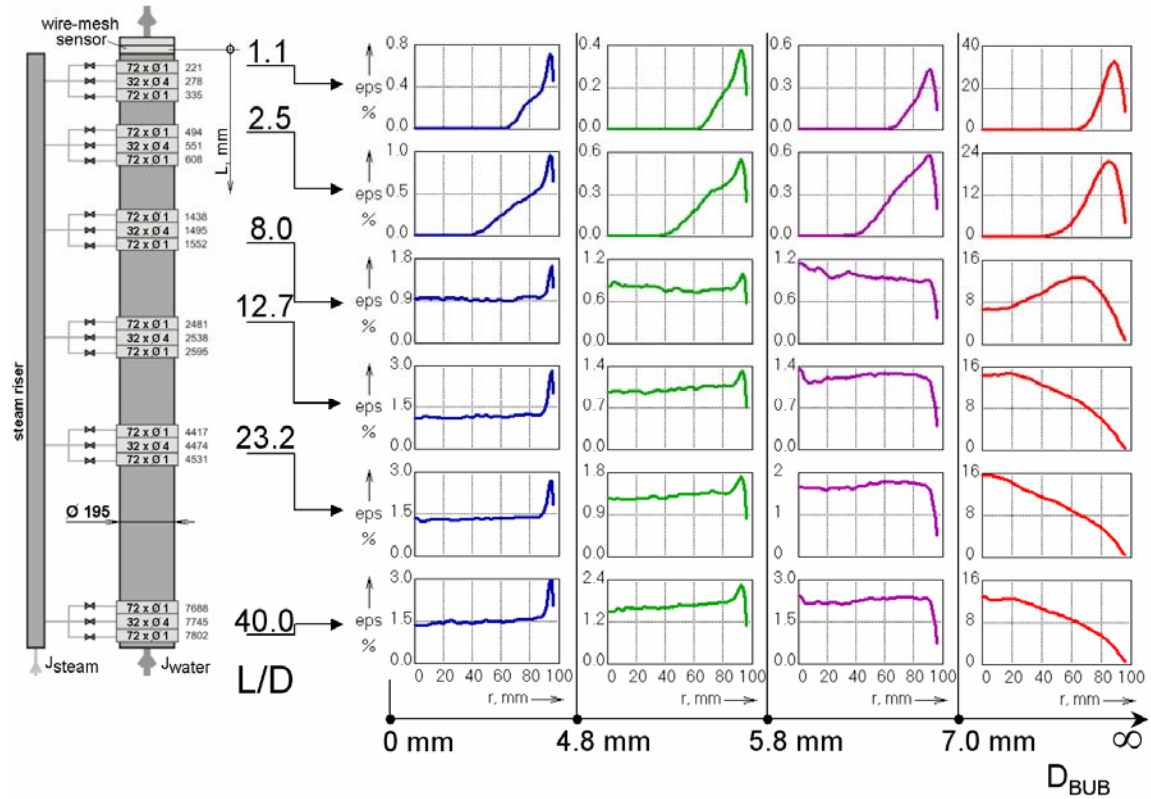 wire-mesh
sensor
72 x Ø 1 221
32 x Ø 4 278
72 x Ø 1 335
72 x Ø 1 494
32 x Ø 4 551
72 x Ø 1 608
72 x Ø 1 1438
32 x Ø 4 1495
72 x Ø 1 1552
72 x Ø 1 2481
32 x Ø 4 2538
72 x Ø 1 2595
72 x Ø 1 4417
32 x Ø 4 4474
72 x Ø 1 4531
Ø 195
72 x Ø 1 7688
32 x Ø 4 7745
72 x Ø 1 7802
steam riser
L, mm
Jsteam
Jwater
1.1
2.5
8.0
12.7
23.2
40.0
L/D
0.8 0.4 0.6 40
eps
0.4 0.2 0.3 20
%
0.0 0.0 0.0 0
1.0 0.6 0.6 24
eps
0.5 0.3 0.3 12
%
0.0 0.0 0.0 0
1.8 1.2 1.2 16
eps
0.9 0.6 0.6 8
%
0.0 0.0 0.0 0
3.0 1.4 1.4 16
eps
1.5 0.7 0.7 8
%
0.0 0.0 0.0 0
3.0 1.8 2 16
eps
1.5 0.9 1 8
%
0.0 0.0 0 0
3.0 2.4 3.0 16
eps
1.5 1.2 1.5 8
%
0.0 0.0 0.0 0
0 20 40 60 80 100 0 20 40 60 80 100 0 20 40 60 80 100 0 20 40 60 80 100
r, mm r, mm r, mm r, mm
0 mm 4.8 mm 5.8 mm 7.0 mm ∞
DBUB